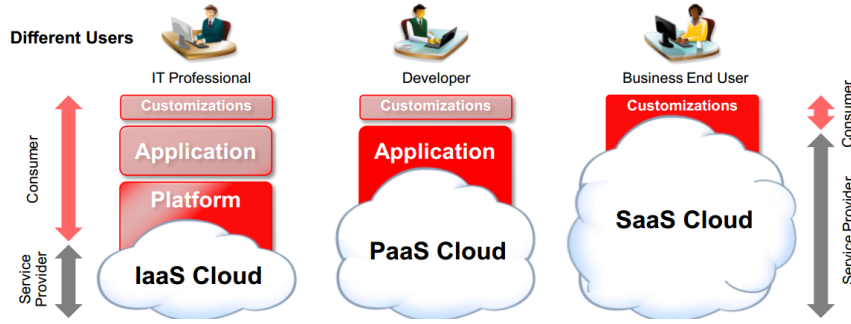 Different Users
IT Professional
Developer
Business End User
Customizations
Customizations
Customizations
Application
Application
Platform
IaaS Cloud
PaaS Cloud
SaaS Cloud
Consumer
Service
Provider
Consumer
Service Provider